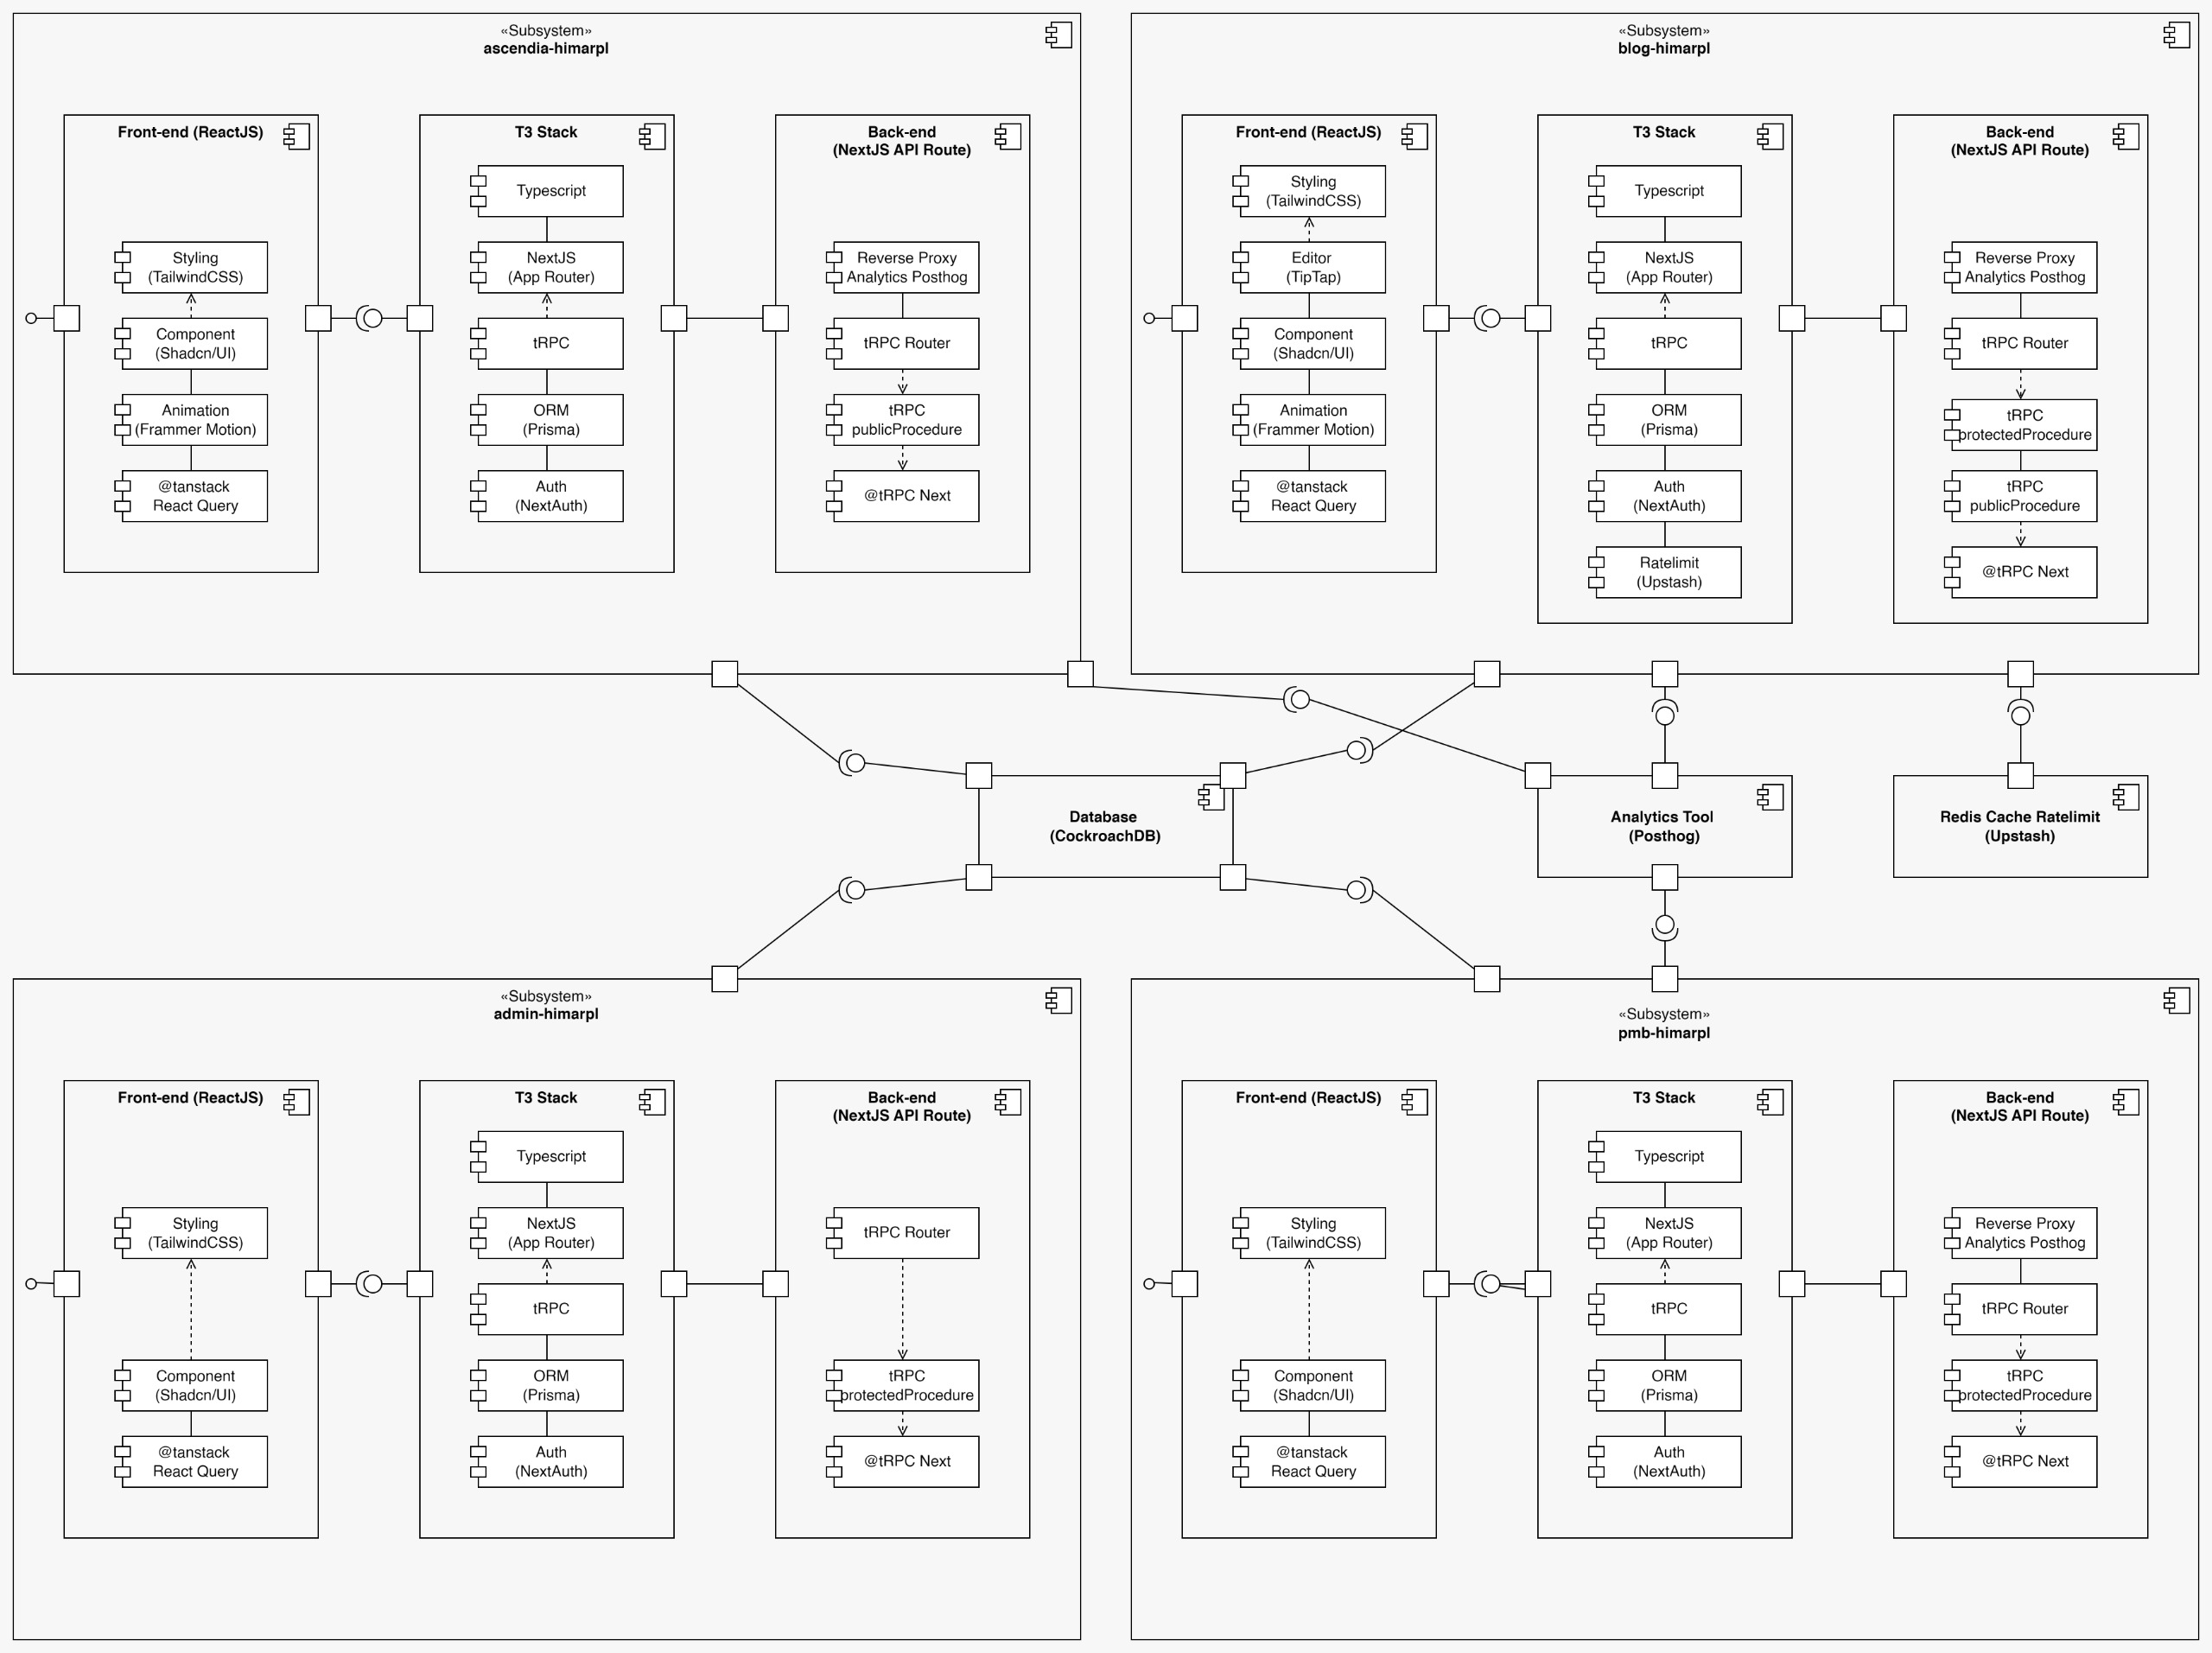 «Subsystem»
ascendia-himarpl
Front-end (ReactJS)
Styling
(TailwindCSS)
Component
(Shadcn/UI)
Animation
(Frammer Motion)
@tanstack
React Query
T3 Stack
Typescript
NextJS
(App Router)
tRPC
ORM
(Prisma)
Auth
(NextAuth)
Back-end
(NextJS API Route)
Reverse Proxy
Analytics Posthog
tRPC Router
tRPC
publicProcedure
@tRPC Next
«Subsystem»
blog-himarpl
Front-end (ReactJS)
Styling
(TailwindCSS)
Editor
(TipTap)
Component
(Shadcn/UI)
Animation
(Frammer Motion)
@tanstack
React Query
T3 Stack
Typescript
NextJS
(App Router)
tRPC
ORM
(Prisma)
Auth
(NextAuth)
Ratelimit
(Upstash)
Back-end
(NextJS API Route)
Reverse Proxy
Analytics Posthog
tRPC Router
tRPC
protectedProcedure
tRPC
publicProcedure
@tRPC Next
Database
(CockroachDB)
Analytics Tool
(Posthog)
Redis Cache Ratelimit
(Upstash)
«Subsystem»
admin-himarpl
Front-end (ReactJS)
Styling
(TailwindCSS)
Component
(Shadcn/UI)
@tanstack
React Query
T3 Stack
Typescript
NextJS
(App Router)
tRPC
ORM
(Prisma)
Auth
(NextAuth)
Back-end
(NextJS API Route)
tRPC Router
tRPC
protectedProcedure
@tRPC Next
«Subsystem»
pmb-himarpl
Front-end (ReactJS)
Styling
(TailwindCSS)
Component
(Shadcn/UI)
@tanstack
React Query
T3 Stack
Typescript
NextJS
(App Router)
tRPC
ORM
(Prisma)
Auth
(NextAuth)
Back-end
(NextJS API Route)
Reverse Proxy
Analytics Posthog
tRPC Router
tRPC
protectedProcedure
@tRPC Next